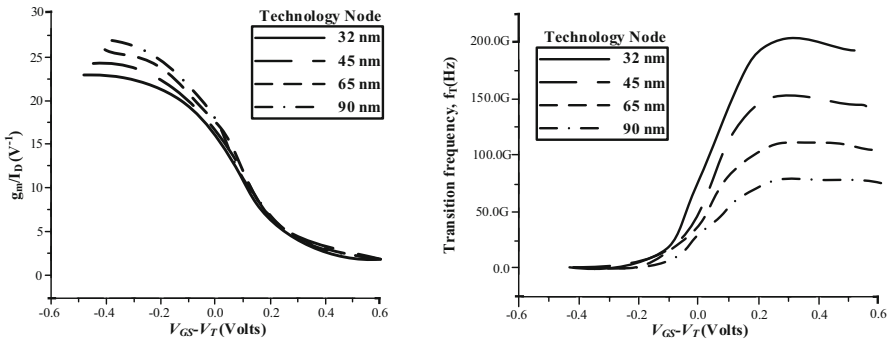 Technology Node
32 nm
45 nm
65 nm
90 nm
30
25
20
15
10
5
0
g_m/I_D (V^-1)
-0.6 -0.4 -0.2 0.0 0.2 0.4 0.6
V_GS-V_T (Volts)
Technology Node
32 nm
45 nm
65 nm
90 nm
200.0G
150.0G
100.0G
50.0G
0.0
Transition frequency, f_T(Hz)
-0.6 -0.4 -0.2 0.0 0.2 0.4 0.6
V_GS-V_T (Volts)